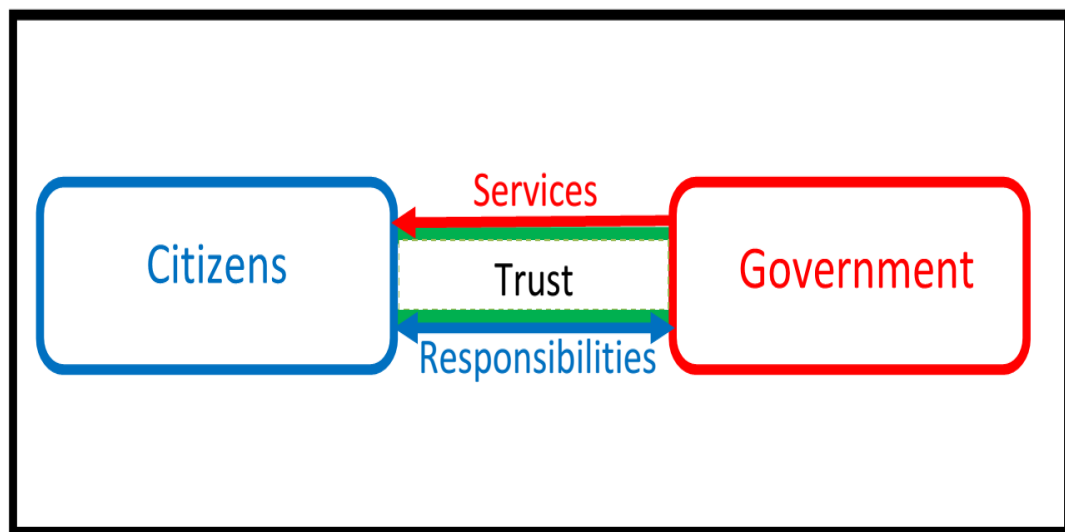 Services
Citizens
Trust
Government
Responsibilities